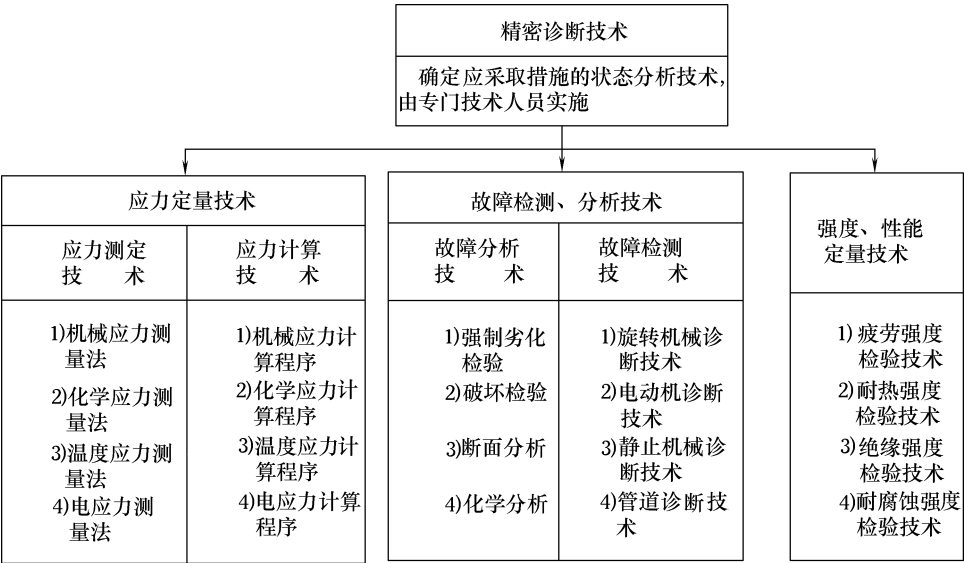 精密诊断技术
确定应采取措施的状态分析技术,
由专门技术人员实施
应力定量技术
应力测定
技 术
1)机械应力测
量法
2)化学应力测
量法
3)温度应力测
量法
4)电应力测
量法
应力计算
技 术
1)机械应力计
算程序
2)化学应力计
算程序
3)温度应力计
算程序
4)电应力计算
程序
故障检测、分析技术
故障分析
技 术
1)强制劣化
检验
2)破坏检验
3)断面分析
4)化学分析
故障检测
技 术
1)旋转机械诊
断技术
2)电动机诊断
技术
3)静止机械诊
断技术
4)管道诊断技
术
强度、性能
定量技术
1) 疲劳强度
检验技术
2)耐热强度
检验技术
3)绝缘强度
检验技术
4)耐腐蚀强度
检验技术